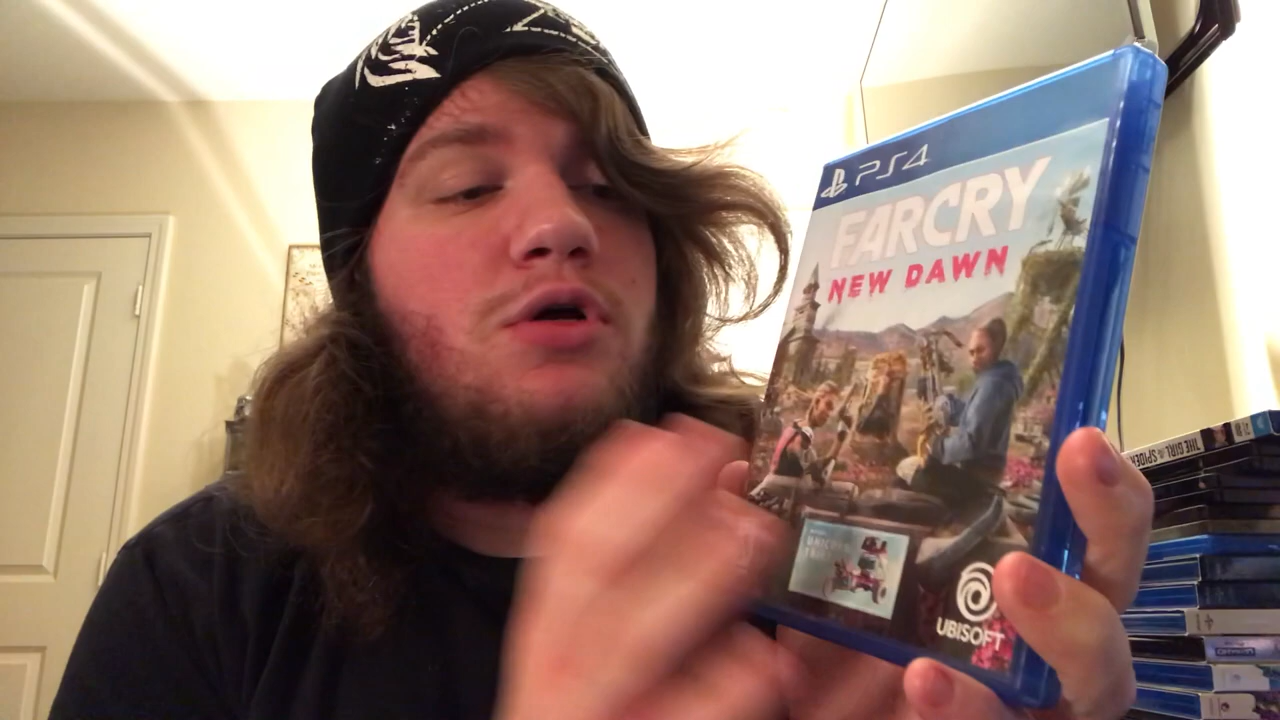 PS4
FARCRY
NEW DAWN
UBISOFT
THE GIRL IN THE SPIDER